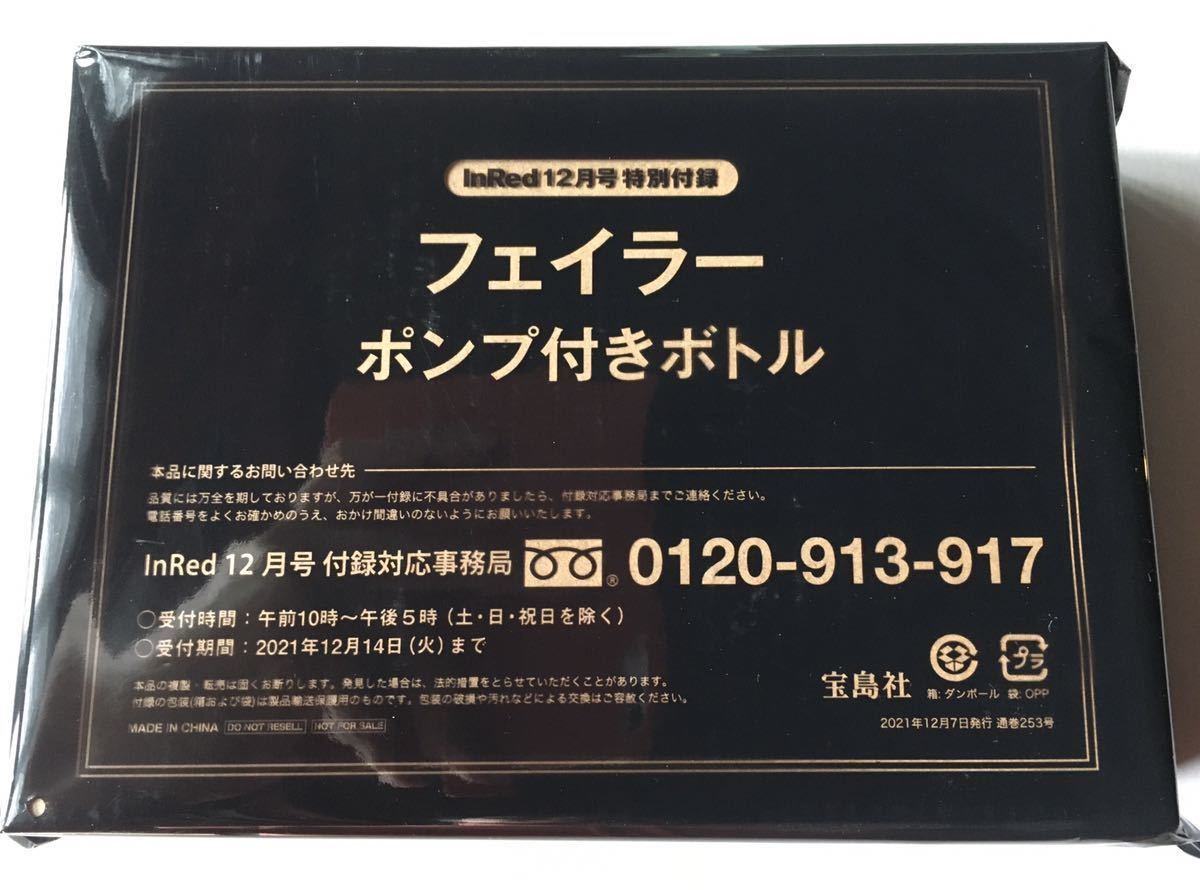 InRed 12月号 特別付録
フェイラー
ポンプ付きボトル
本品に関するお問い合わせ先
品質には万全を期しておりますが、万が一付録に不具合がありましたら、付録対応事務局までご連絡ください。
電話番号をよくお確かめのうえ、おかけ間違いのないようにお願いいたします。
InRed 12月号 付録対応事務局 ® 0120-913-917
○受付時間：午前10時～午後5時（土・日・祝日を除く）
○受付期間：2021年12月14日（火）まで
本品の複製・転売は固くお断りします。発見した場合は、法的措置をとらせていただくことがあります。
付録の包装(箱および袋)は製品輸送保護用のものです。包装の破損や汚れなどによる交換はご容赦ください。
MADE IN CHINA DO NOT RESELL NOT FOR SALE
宝島社
プラ
箱：ダンボール 袋：OPP
2021年12月7日発行 通巻253号